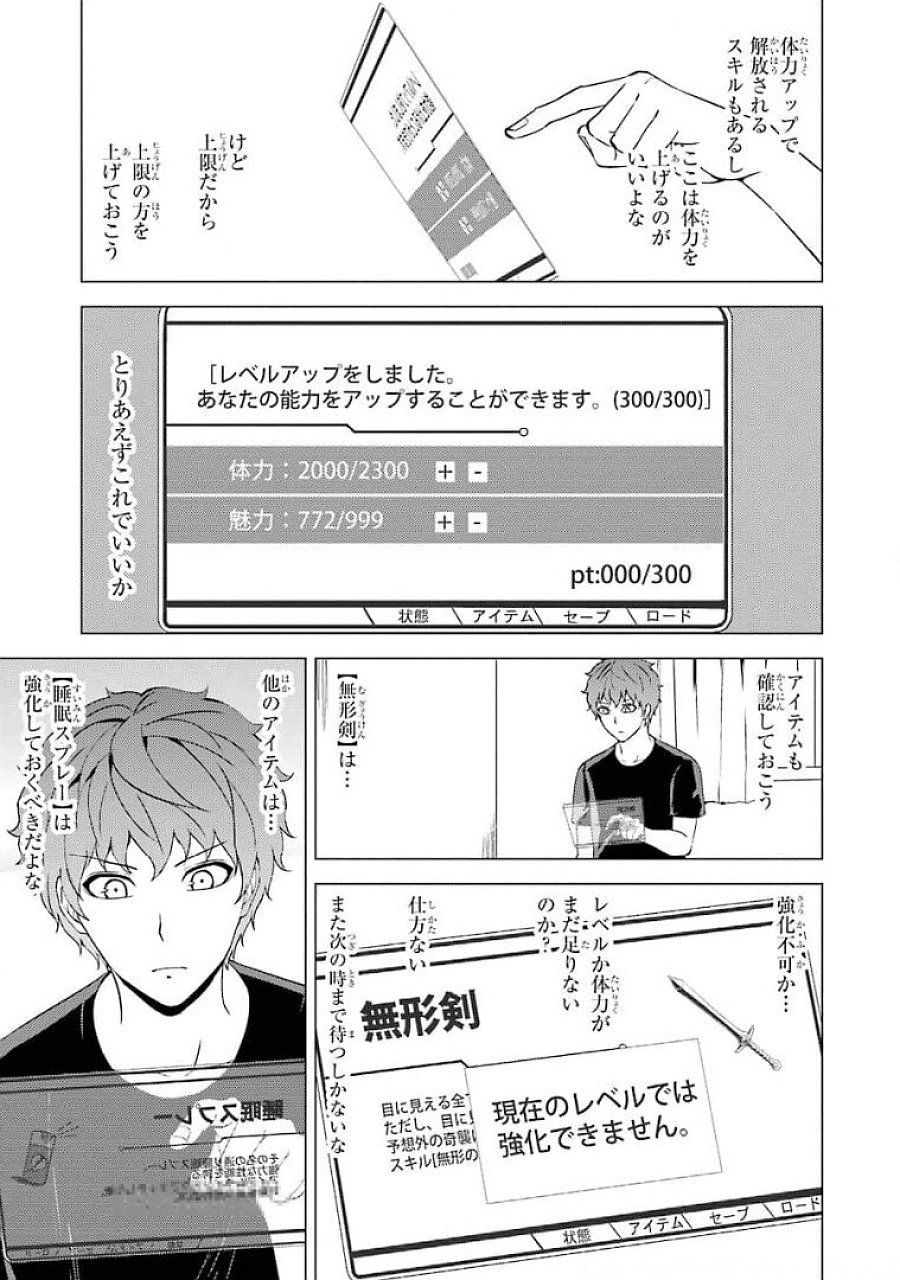 体力アップで
解放される
スキルもあるし
ここは体力を
上げるのが
いいよな
けど
上限だから
上限の方を
上げておこう
[レベルアップをしました。
あなたの能力をアップすることができます。(300/300)]
体力：2000/2300 + -
魅力：772/999 + -
pt:000/300
状態 アイテム セーブ ロード
とりあえずこれでいいか
アイテムも
確認しておこう
【無形剣】は…
強化不可か…
レベルか体力が
まだ足りない
のか？
仕方ない
また次の時まで待つしかないな
無形剣
目に見える全て
ただし、目に見
予想外の奇襲に
スキル[無形の
現在のレベルでは
強化できません。
状態 アイテム セーブ ロード
他のアイテムは…
【睡眠スプレー】は
強化しておくべきだよな
睡眠スプレー